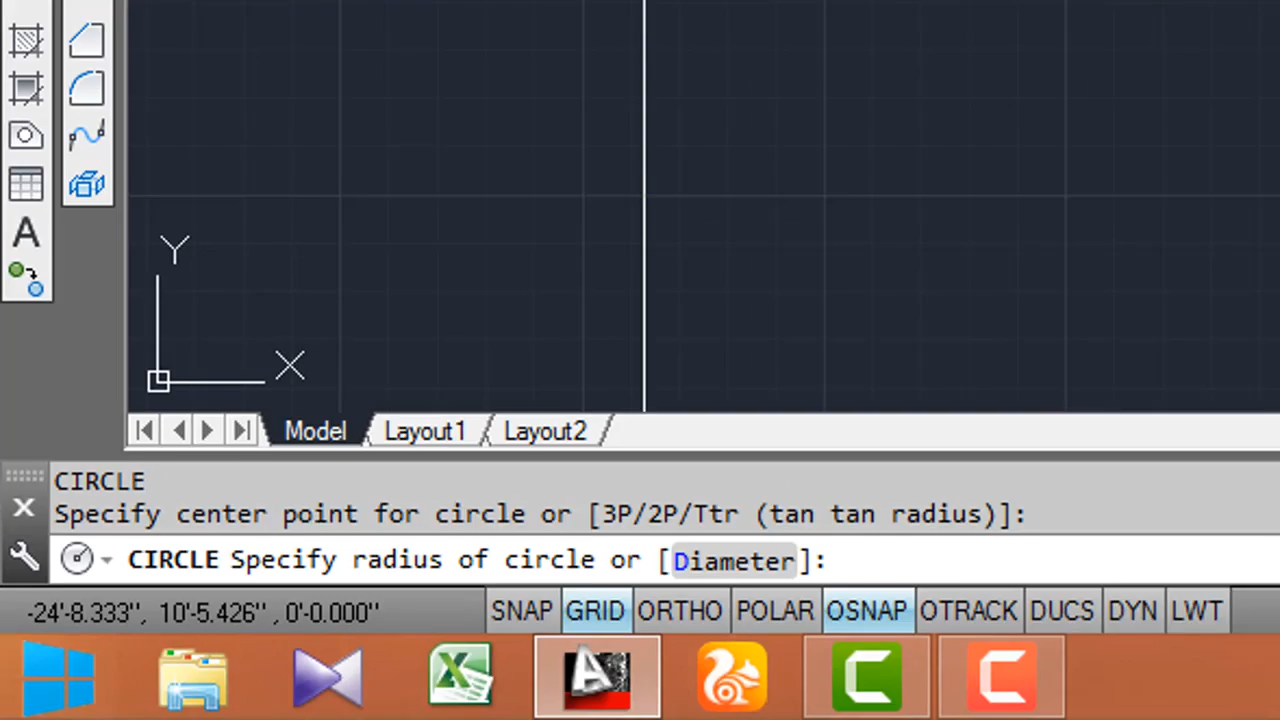 A
Y
X
Model Layout1 Layout2
CIRCLE
Specify center point for circle or [3P/2P/Ttr (tan tan radius)]:
CIRCLE Specify radius of circle or [Diameter]:
-24'-8.333", 10'-5.426", 0'-0.000" SNAP GRID ORTHO POLAR OSNAP OTRACK DUCS DYN LWT